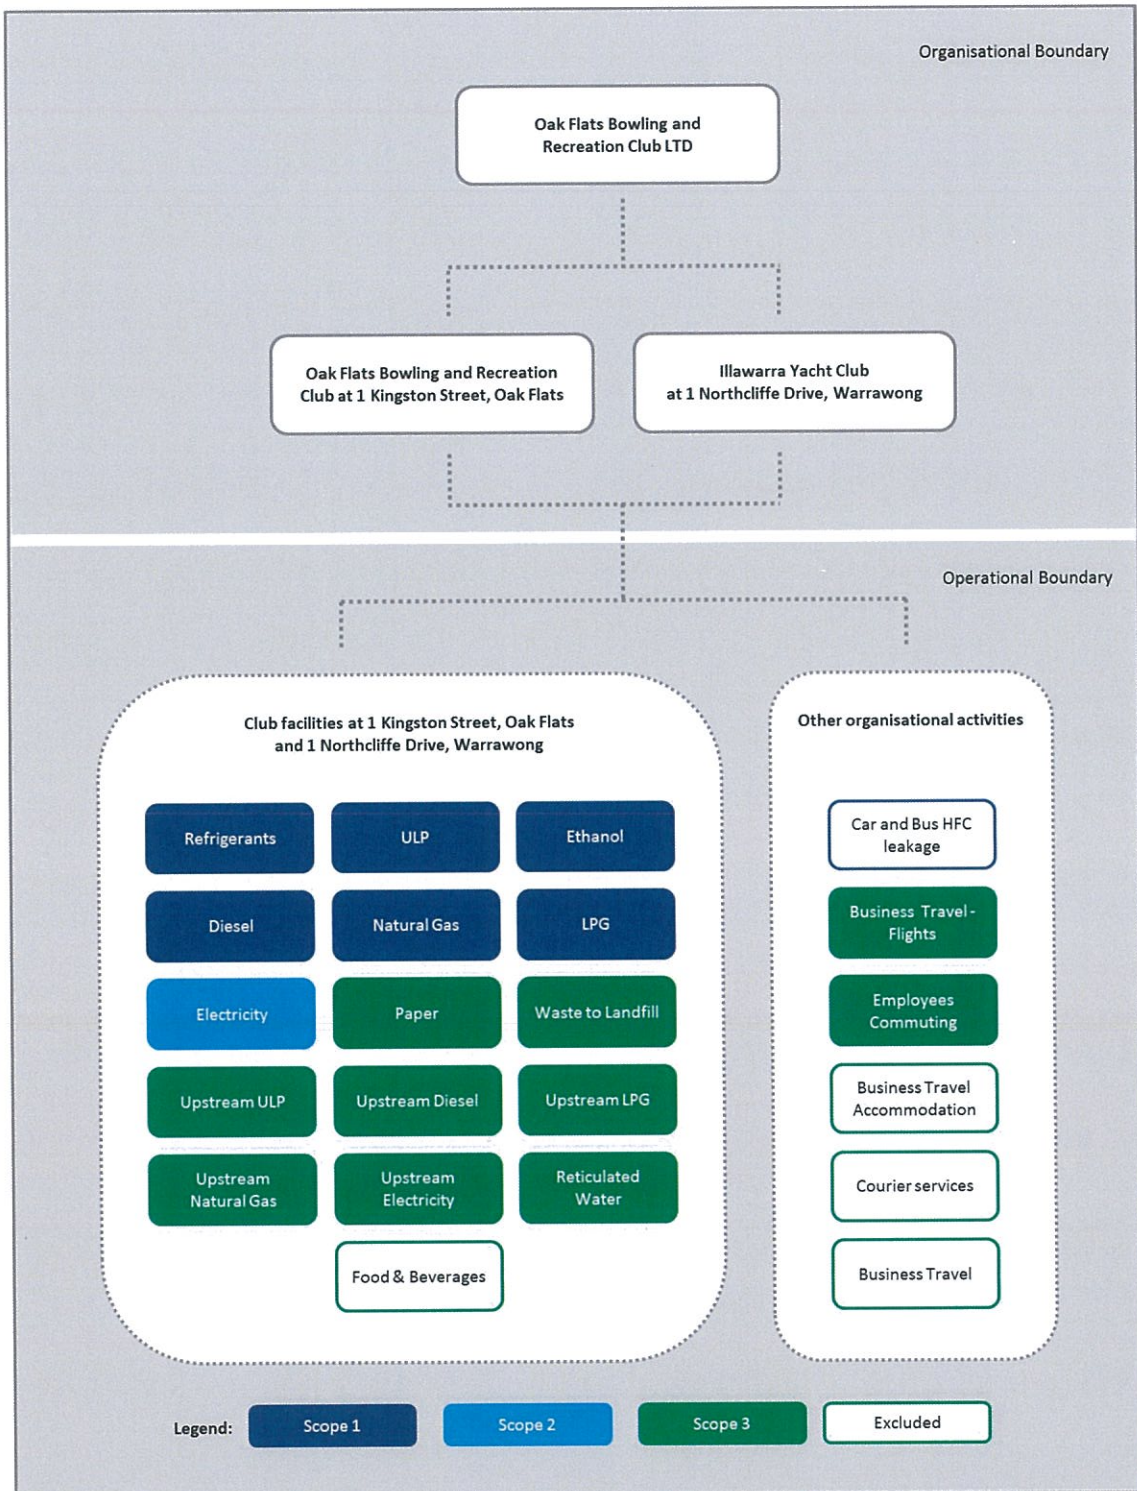 Organisational Boundary
Oak Flats Bowling and
Recreation Club LTD
Oak Flats Bowling and Recreation
Club at 1 Kingston Street, Oak Flats
Illawarra Yacht Club
at 1 Northcliffe Drive, Warrawong
Operational Boundary
Club facilities at 1 Kingston Street, Oak Flats
and 1 Northcliffe Drive, Warrawong
Refrigerants
ULP
Ethanol
Diesel
Natural Gas
LPG
Electricity
Paper
Waste to Landfill
Upstream ULP
Upstream Diesel
Upstream LPG
Upstream
Natural Gas
Upstream
Electricity
Reticulated
Water
Food & Beverages
Other organisational activities
Car and Bus HFC
leakage
Business Travel -
Flights
Employees
Commuting
Business Travel
Accommodation
Courier services
Business Travel
Legend:
Scope 1
Scope 2
Scope 3
Excluded